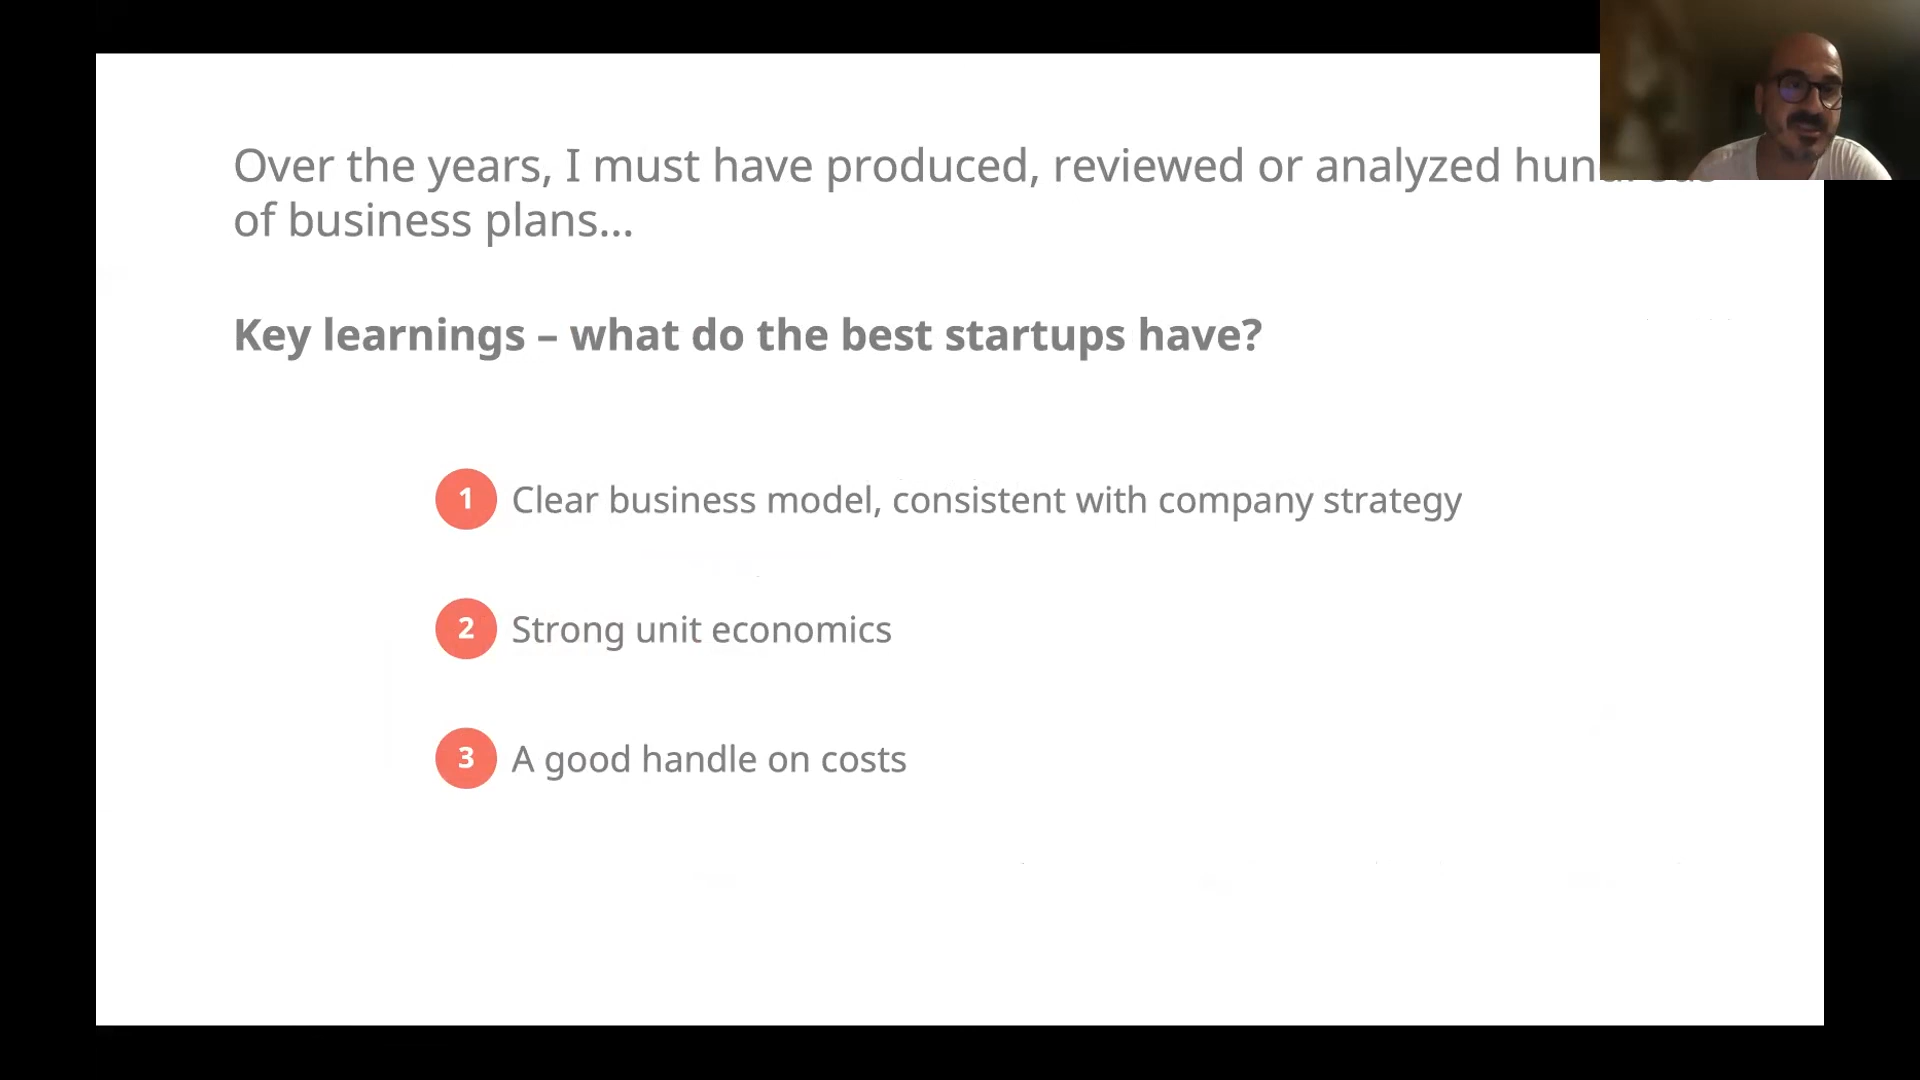 Over the years, I must have produced, reviewed or analyzed
of business plans...
Key learnings – what do the best startups have?
1 Clear business model, consistent with company strategy
2 Strong unit economics
3 A good handle on costs